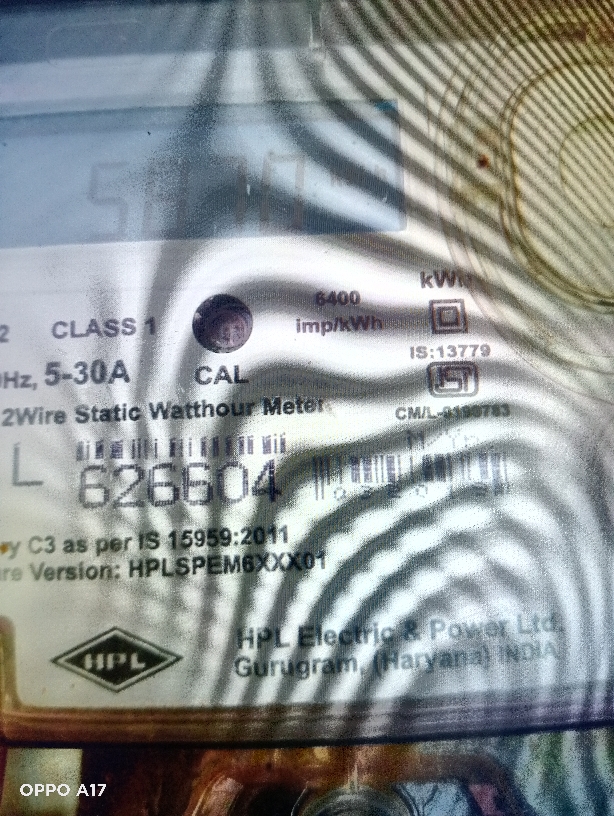 kWh
CLASS 1
6400
imp/kWh
Hz, 5-30A
CAL
IS:13779
ISI
2Wire Static Watthour Meter
L
626604
C3 as per IS 15959:2011
Version: HPLSPEM6XXX01
HPL
HPL Electric & Power Ltd.
Gurugram, (Haryana) INDIA
OPPO A17